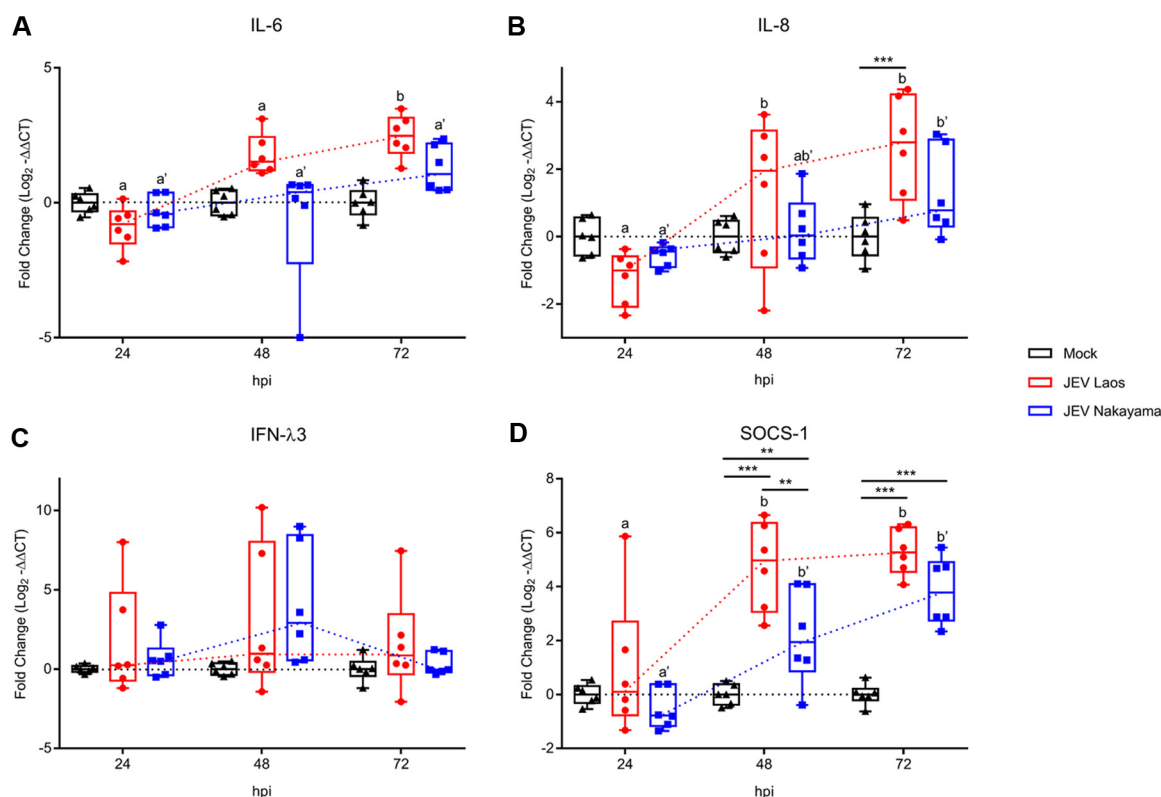 A
IL-6
Fold Change (Log2 -ΔΔCT)
5
0
-5
a
a'
a
a'
b
a'
24
48
72
hpi
B
IL-8
Fold Change (Log2 -ΔΔCT)
4
2
0
-2
a
a'
b
ab'
***
b
b'
24
48
72
hpi
Mock
JEV Laos
JEV Nakayama
C
IFN-λ3
Fold Change (Log2 -ΔΔCT)
10
5
0
-5
24
48
72
hpi
D
SOCS-1
Fold Change (Log2 -ΔΔCT)
8
6
4
2
0
-2
a
a'
**
***
**
b
b'
***
***
b
b'
24
48
72
hpi